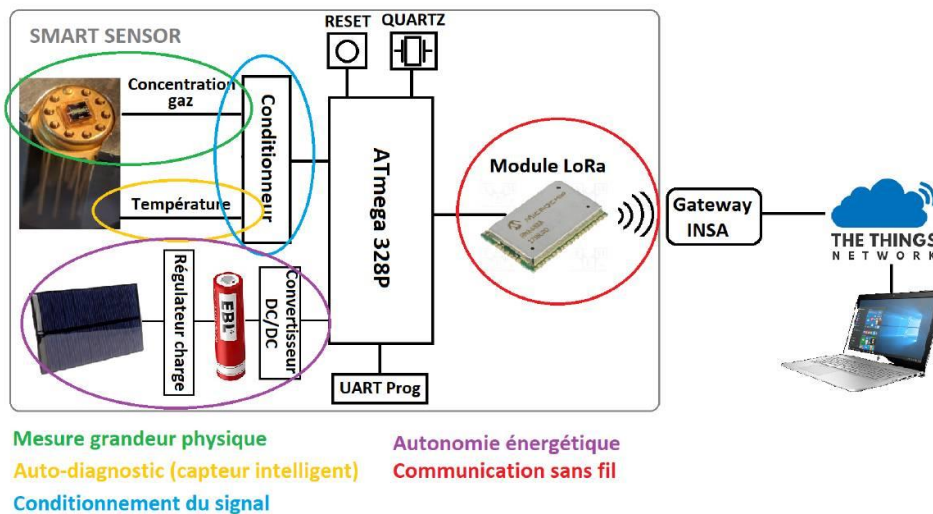 SMART SENSOR
RESET
QUARTZ
Concentration
gaz
Conditionneur
Température
ATmega 328P
Module LoRa
MICROCHIP
Gateway
INSA
THE THINGS
NETWORK
Régulateur charge
EBL
Convertisseur
DC/DC
UART Prog
Mesure grandeur physique
Auto-diagnostic (capteur intelligent)
Conditionnement du signal
Autonomie énergétique
Communication sans fil